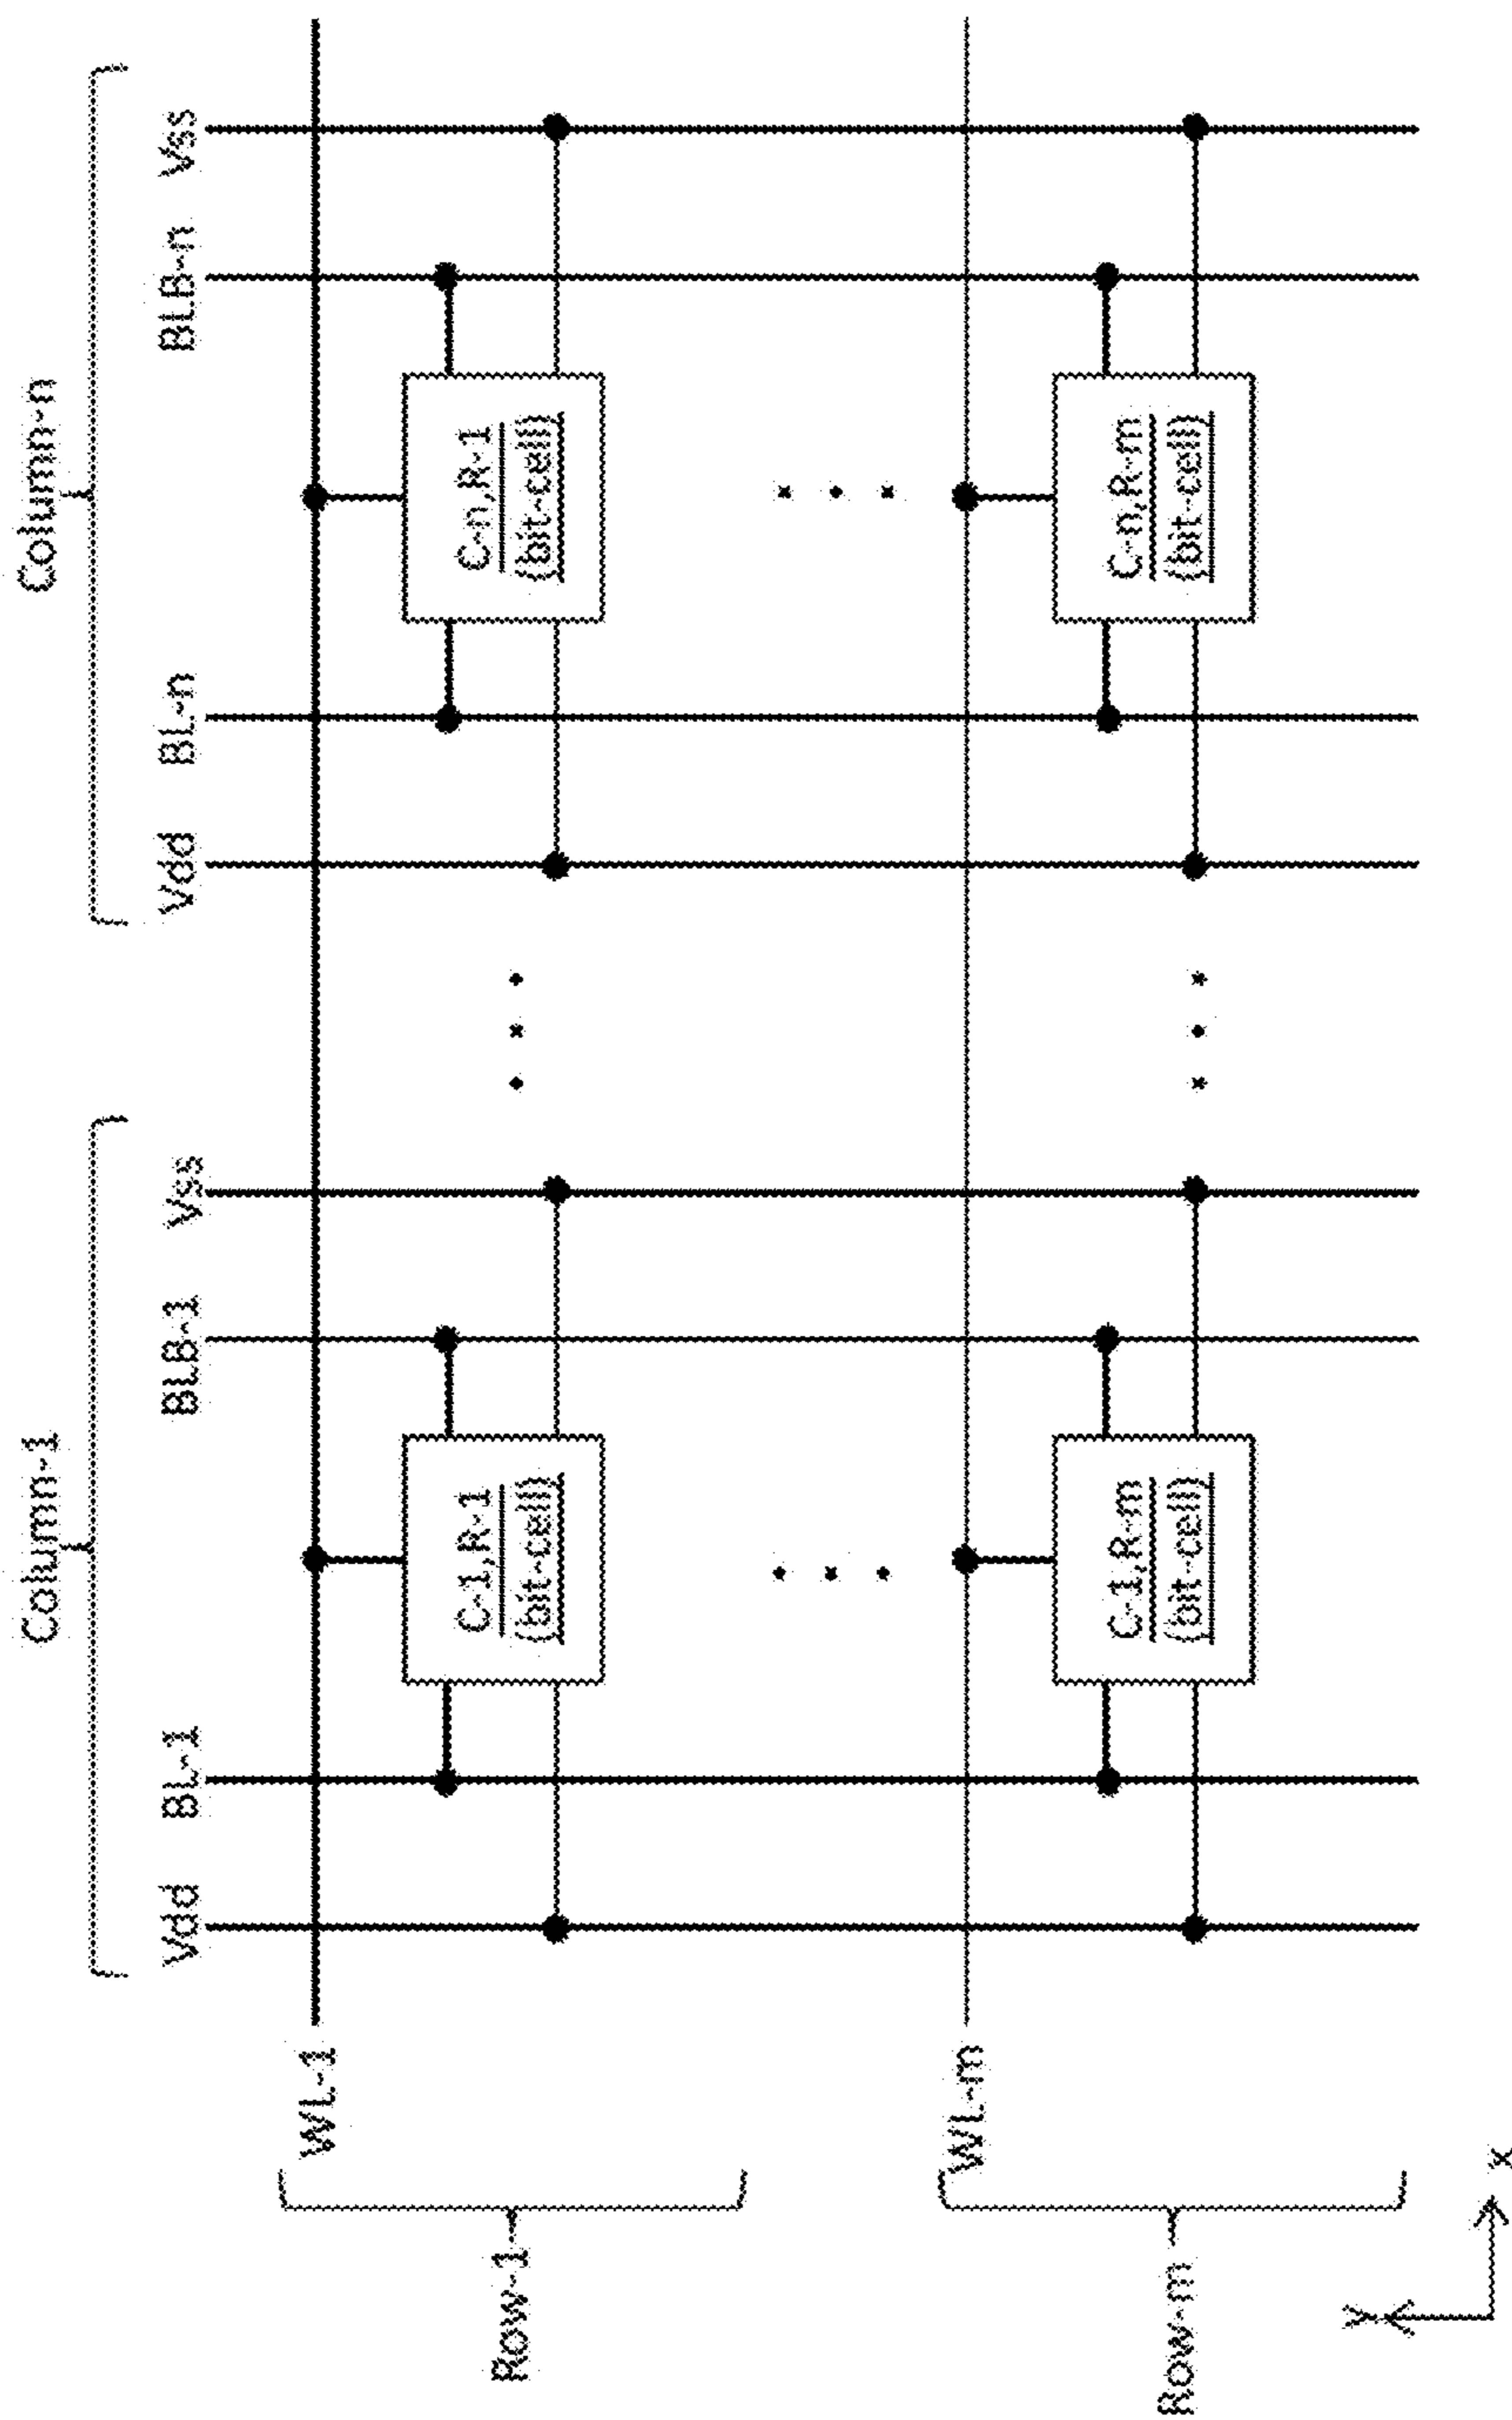 Column-1
Column-n
Vdd
BL-1
BLB-1
Vss
Vdd
BL-n
BLB-n
Vss
WL-1
Row-1
C-1,R-1
(bit-cell)
C-n,R-1
(bit-cell)
WL-m
Row-m
C-1,R-m
(bit-cell)
C-n,R-m
(bit-cell)
y
x